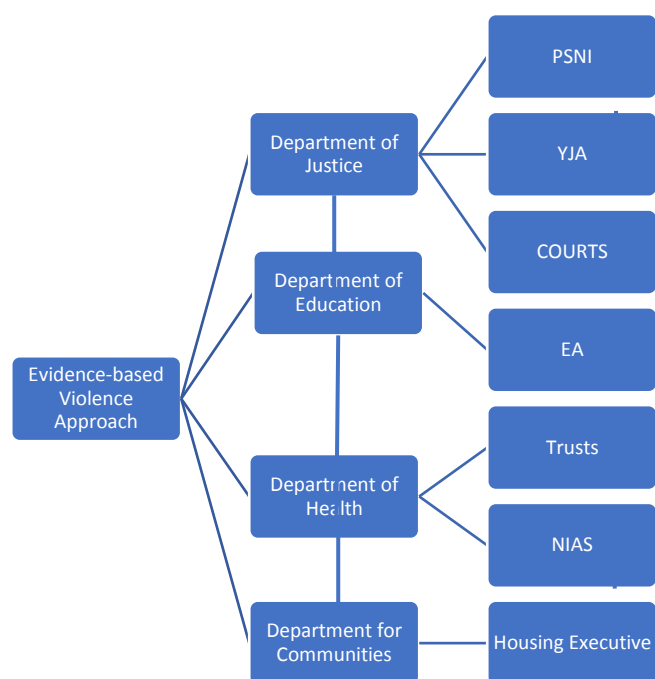 PSNI
Department of
Justice
YJA
COURTS
Department of
Education
EA
Evidence-based
Violence
Approach
Trusts
Department of
Health
NIAS
Department for
Communities
Housing Executive